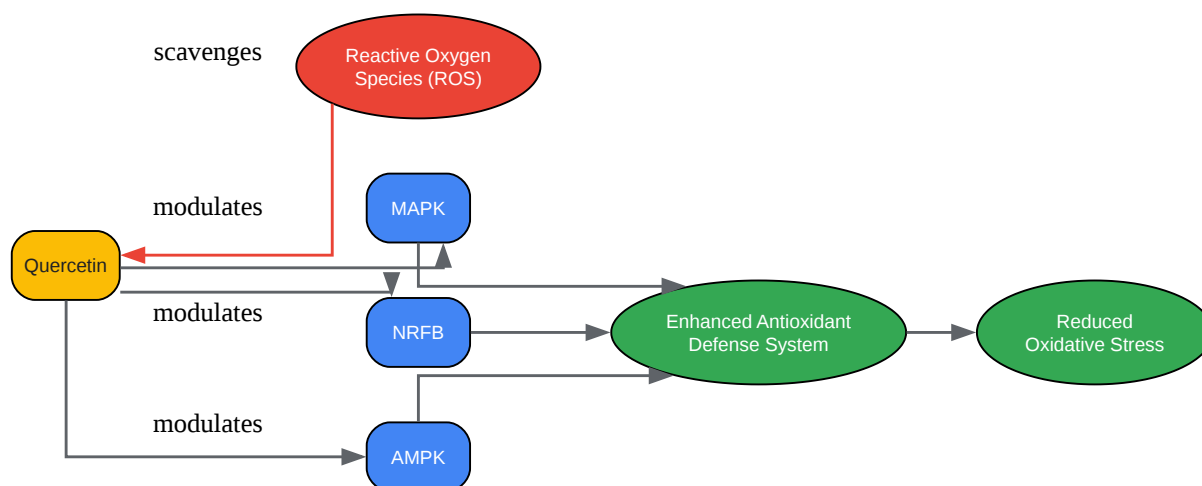 scavenges
Reactive Oxygen
Species (ROS)
modulates
MAPK
Quercetin
modulates
NRFB
Enhanced Antioxidant
Defense System
Reduced
Oxidative Stress
modulates
AMPK